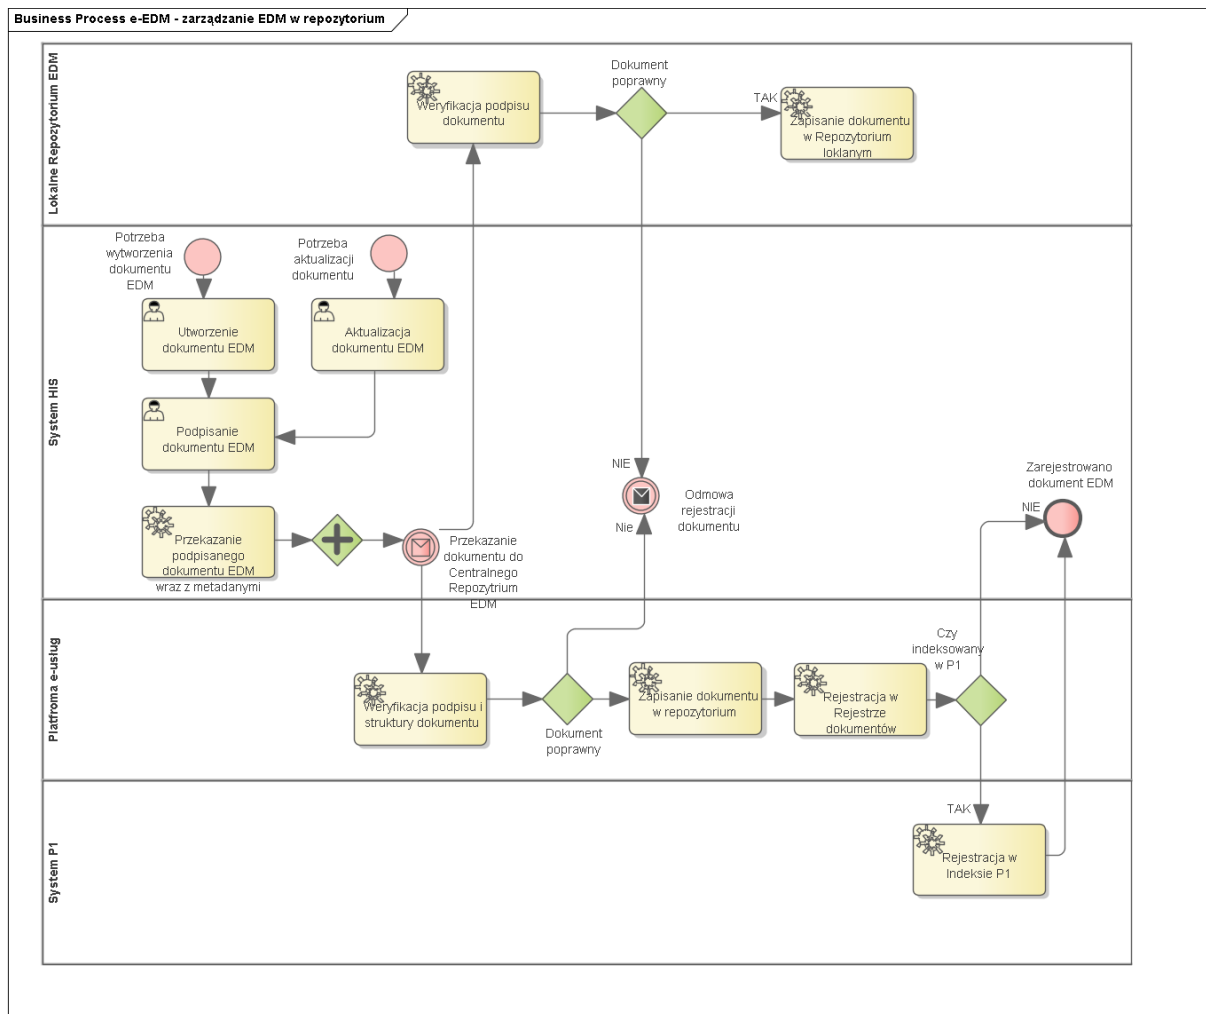 Business Process e-EDM - zarządzanie EDM w repozytorium
Lokalne Repozytorium EDM
Weryfikacja podpisu
dokumentu
Dokument
poprawny
TAK
Zapisanie dokumentu
w Repozytorium
loklanym
System HIS
Potrzeba
wytworzenia
dokumentu
EDM
Potrzeba
aktualizacji
dokumentu
Utworzenie
dokumentu EDM
Aktualizacja
dokumentu EDM
Podpisanie
dokumentu EDM
Przekazanie
podpisanego
dokumentu EDM
wraz z metadanymi
Przekazanie
dokumentu do
Centralnego
Repozytrium
EDM
NIE
Odmowa
rejestracji
dokumentu
Nie
Zarejestrowano
dokument EDM
NIE
Platfroma e-usług
Weryfikacja podpisu i
struktury dokumentu
Dokument
poprawny
Zapisanie dokumentu
w repozytorium
Rejestracja w
Rejestrze
dokumentów
Czy
indeksowany
w P1
System P1
TAK
Rejestracja w
Indeksie P1